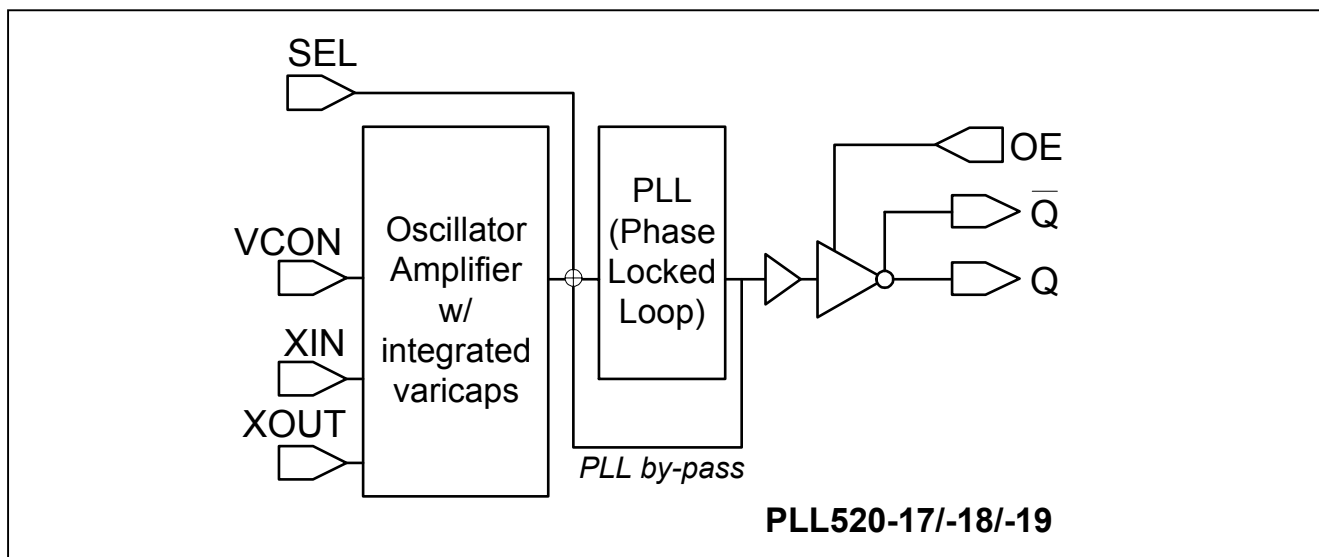 SEL
OE
PLL
(Phase
Locked
Loop)
Q̅
Oscillator
Amplifier
w/
integrated
varicaps
VCON
Q
XIN
XOUT
PLL by-pass
PLL520-17/-18/-19